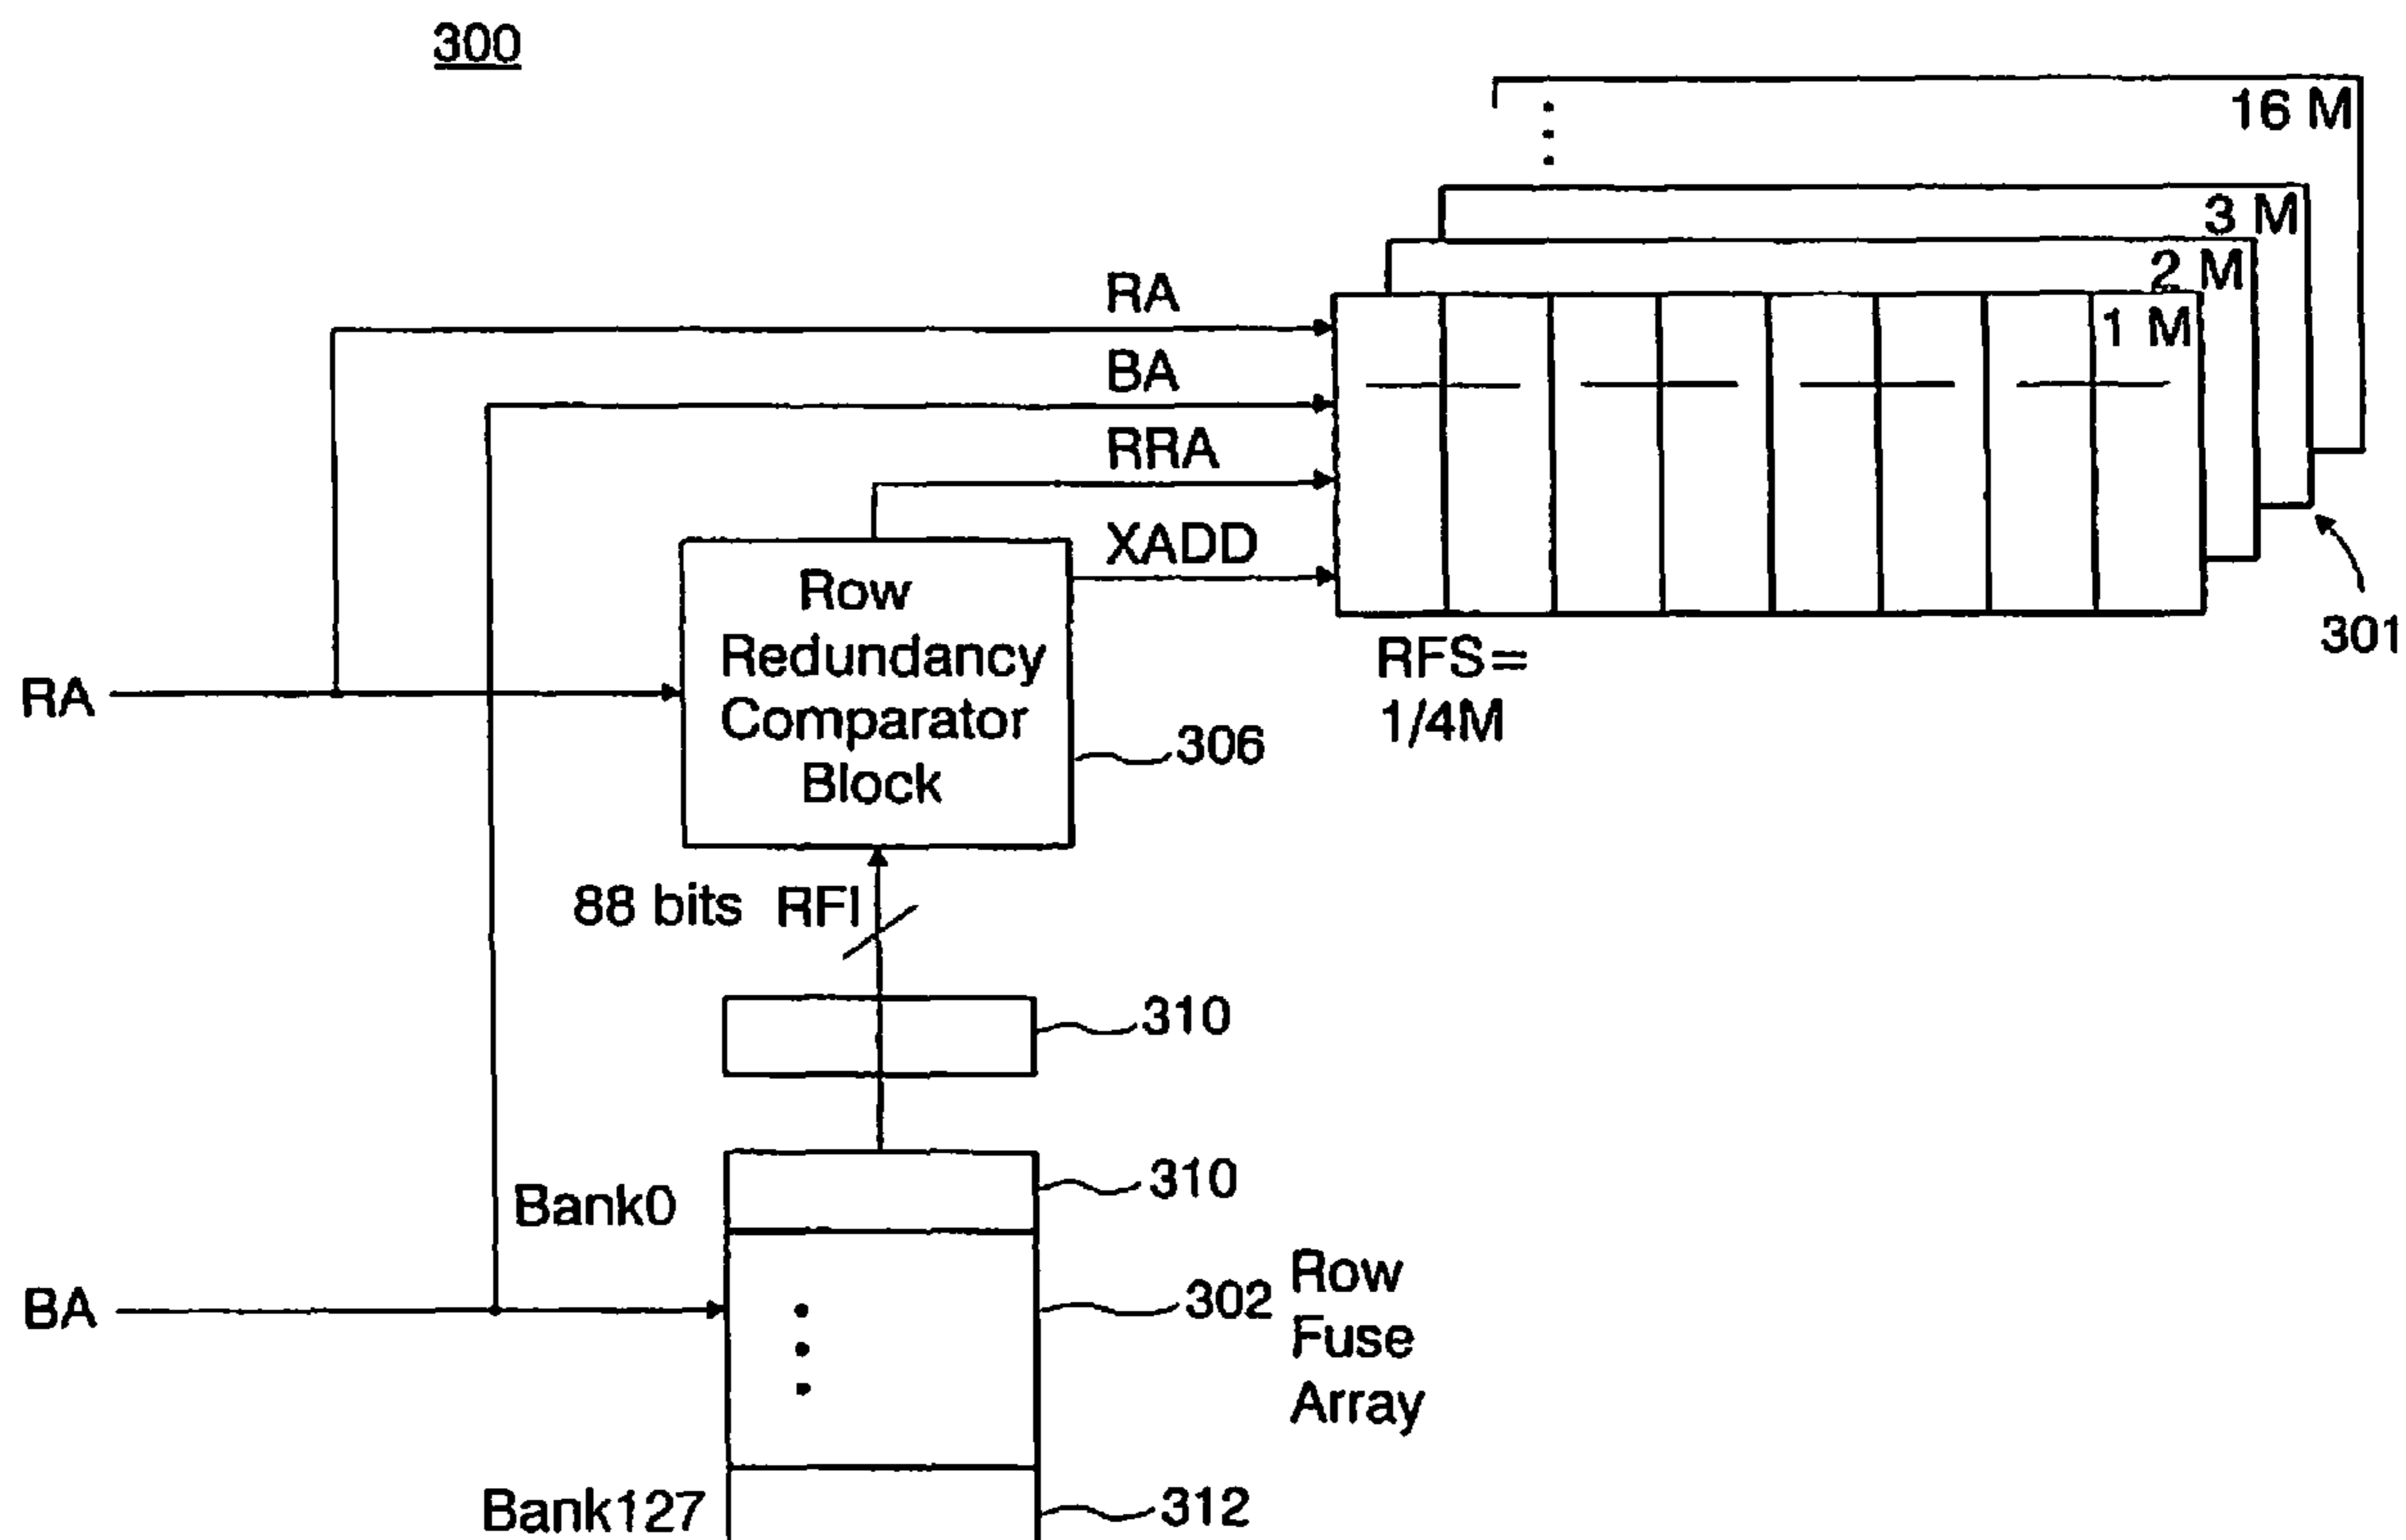 300
16 M
3 M
2 M
1 M
RA
BA
RRA
XADD
Row
Redundancy
Comparator
Block
306
RFS=
1/4M
301
RA
88 bits RFI
310
310
Bank0
BA
302
Row
Fuse
Array
Bank127
312